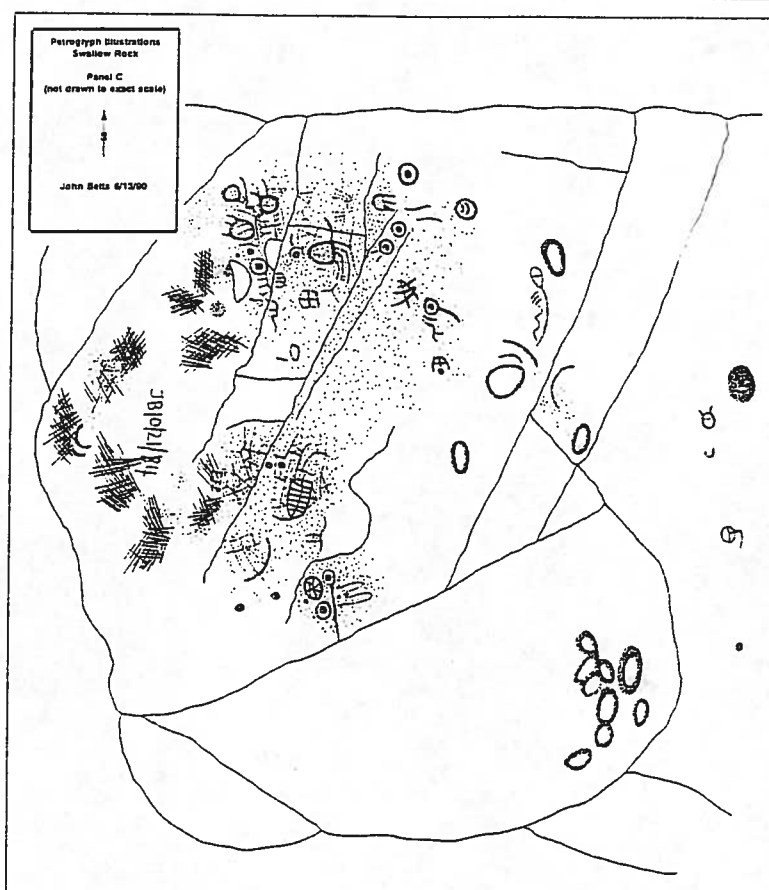 Petroglyph Illustrations
Swallow Rock
Panel C
(not drawn to exact scale)
John Betts 6/13/90